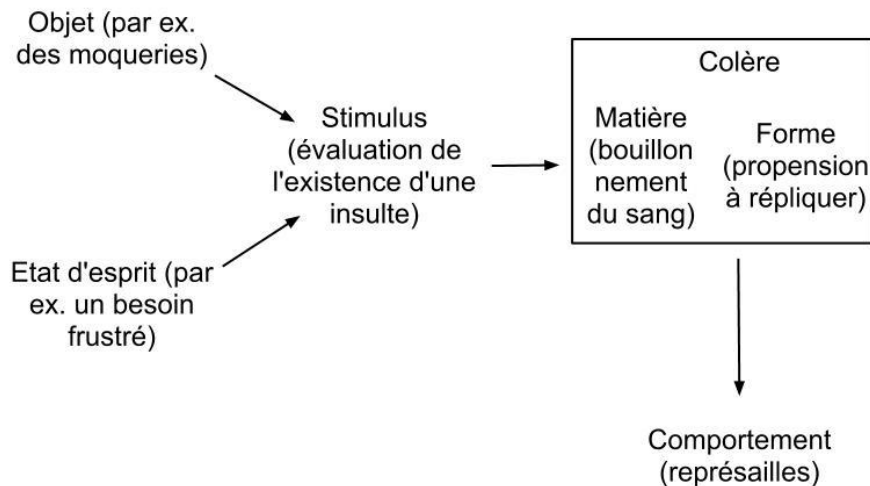 Objet (par ex.
des moqueries)
Stimulus
(évaluation de
l'existence d'une
insulte)
Etat d'esprit (par
ex. un besoin
frustré)
Colère
Matière
(bouillon
nement
du sang)
Forme
(propension
à répliquer)
Comportement
(représailles)